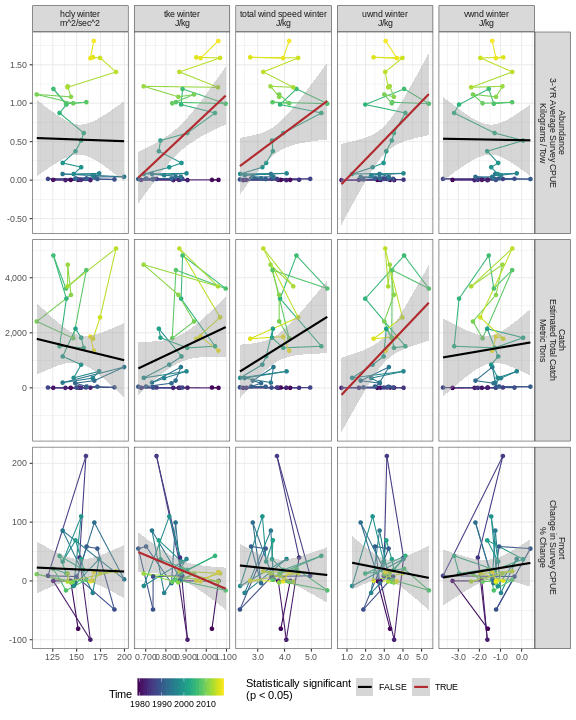 hcly winter
m^2/sec^2
tke winter
J/kg
total wind speed winter
J/kg
uwnd winter
J/kg
vwnd winter
J/kg
1.50
1.00
0.50
0.00
-0.50
Abundance
3-YR Average Survey CPUE
Kilograms / Tow
4,000
2,000
0
Catch
Estimated Total Catch
Metric Tons
200
100
0
-100
Fmort
Change in Survey CPUE
% Change
125 150 175 200
0.700 0.800 0.900 1.000 1.100
3.0 4.0 5.0
1.0 2.0 3.0 4.0 5.0
-3.0 -2.0 -1.0 0.0
Time
1980 1990 2000 2010
Statistically significant
(p < 0.05)
FALSE
TRUE